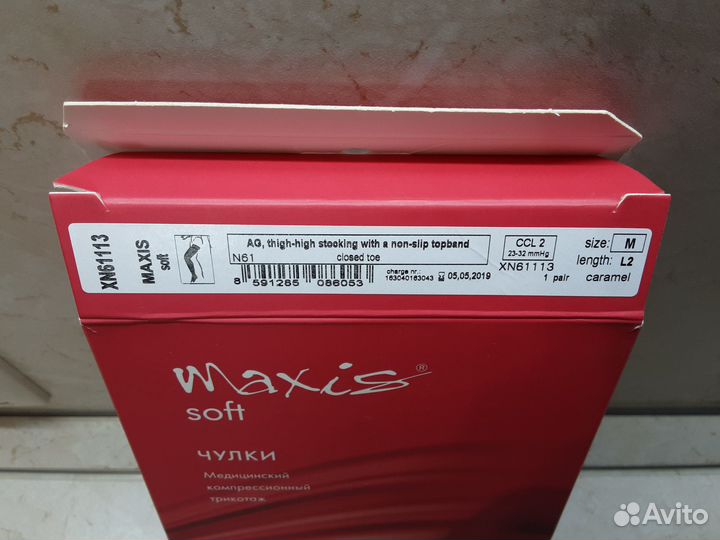 XN61113
MAXIS
soft
AG, thigh-high stocking with a non-slip topband
N61
closed toe
8 591285 086053
charge nr.
163040163043
05,05,2019
CCL 2
23-32 mmHg
XN61113
1 pair
size: M
length: L2
caramel
maxis®
soft
ЧУЛКИ
Медицинский
компрессионный
трикотаж
Avito